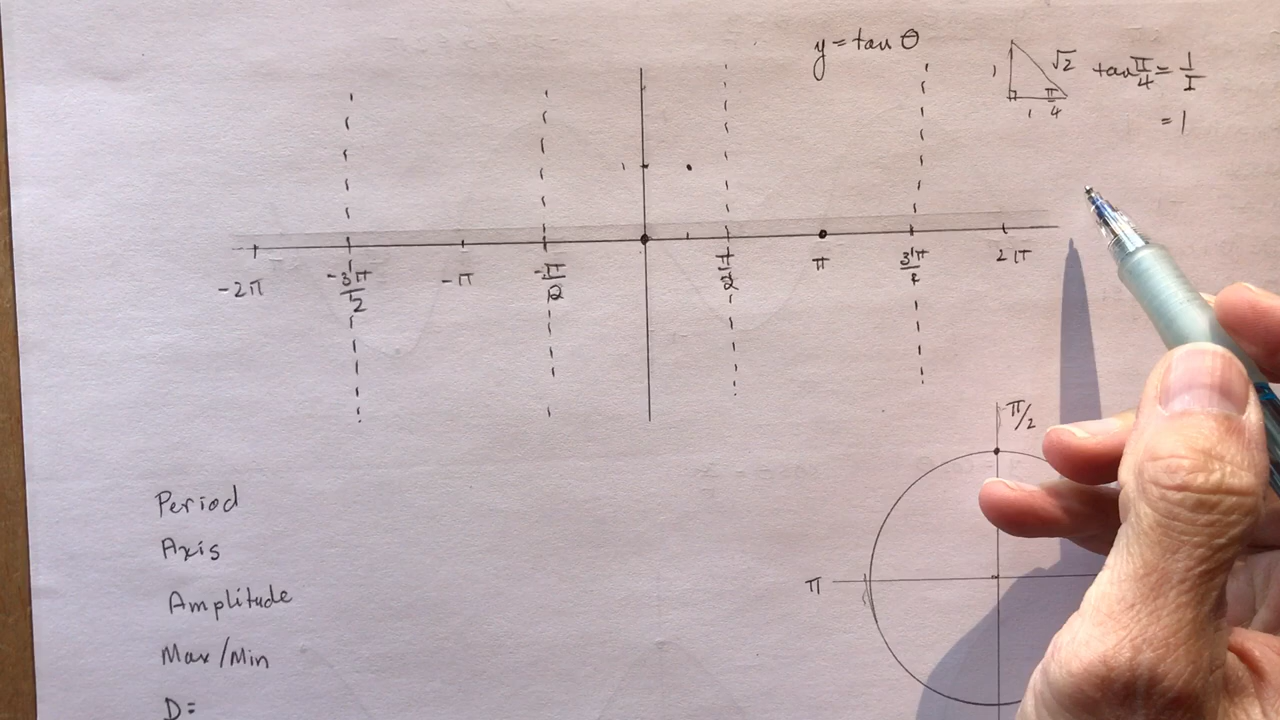 y = tan θ
1
√2
1
π/4
tan π/4 = 1/1
= 1
1
-2π
-3π/2
-π
-π/2
π/2
π
3π/2
2π
π/2
π
Period
Axis
Amplitude
Max/Min
D=